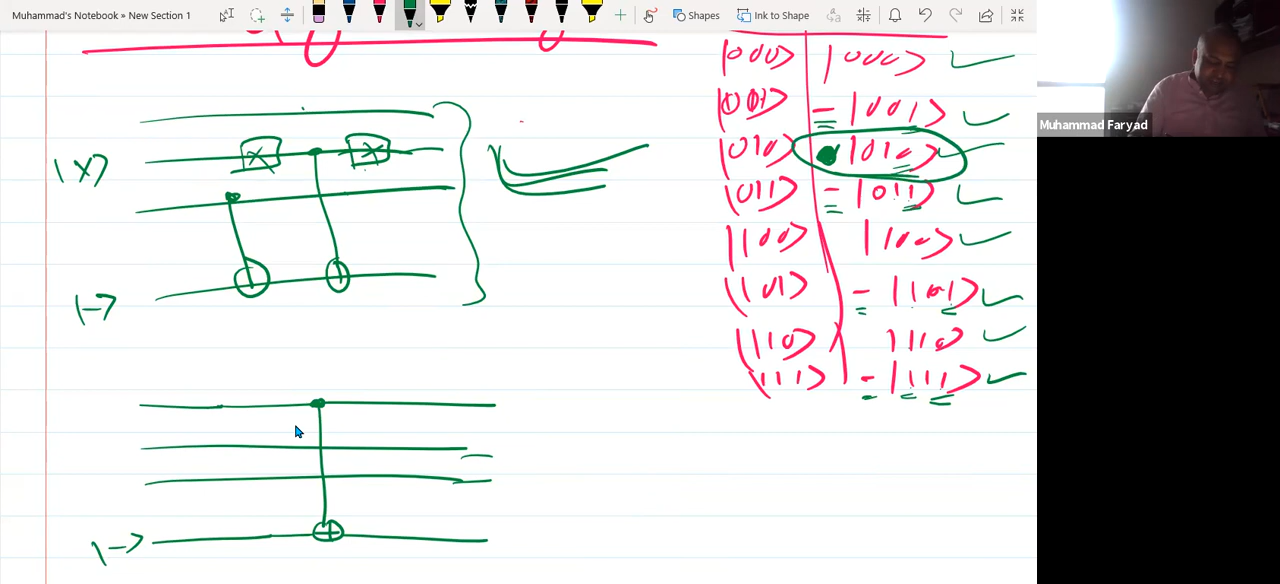 Muhammad's Notebook » New Section 1
Shapes
Ink to Shape
Muhammad Faryad
|000⟩ |000⟩
|001⟩ - |001⟩
|010⟩ |010⟩
|011⟩ - |011⟩
|100⟩ |100⟩
|101⟩ - |101⟩
|110⟩ |110⟩
|111⟩ - |111⟩
X X
|x⟩
|-⟩
|-⟩